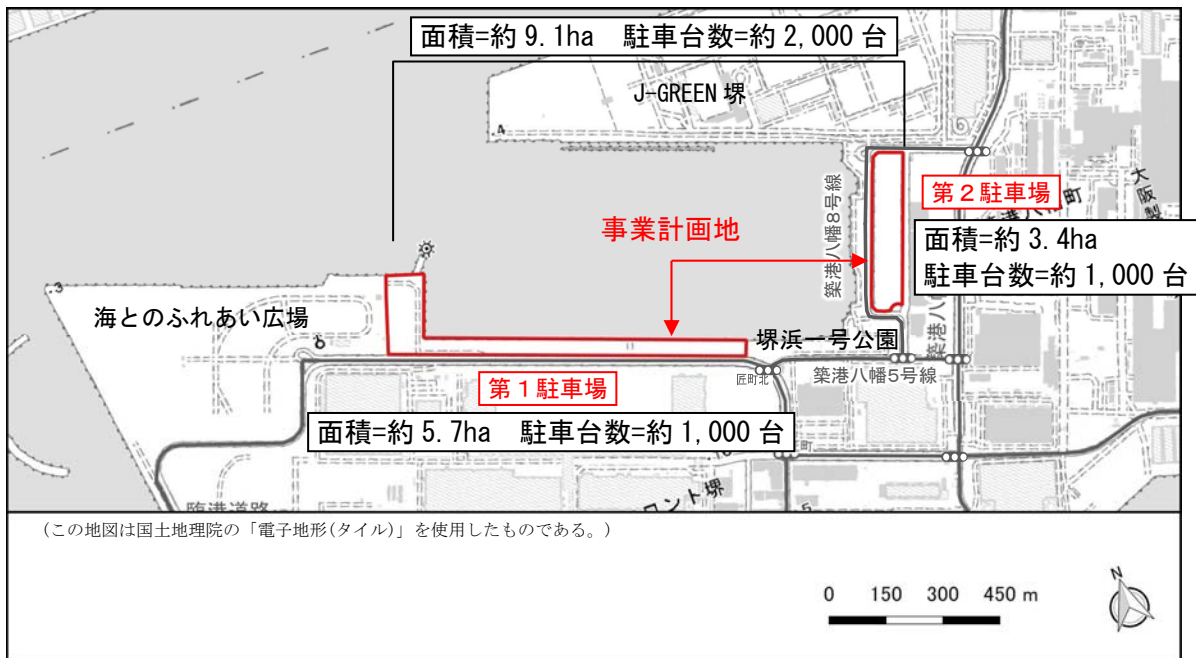 面積=約 9.1ha 駐車台数=約 2,000 台
J-GREEN 堺
第2駐車場
事業計画地
築港八幡8号線
面積=約 3.4ha
駐車台数=約 1,000 台
海とのふれあい広場
堺浜一号公園
築港八幡5号線
匠町北
第1駐車場
面積=約 5.7ha 駐車台数=約 1,000 台
臨港道路
(この地図は国土地理院の「電子地形(タイル)」を使用したものである。)
0 150 300 450 m
N